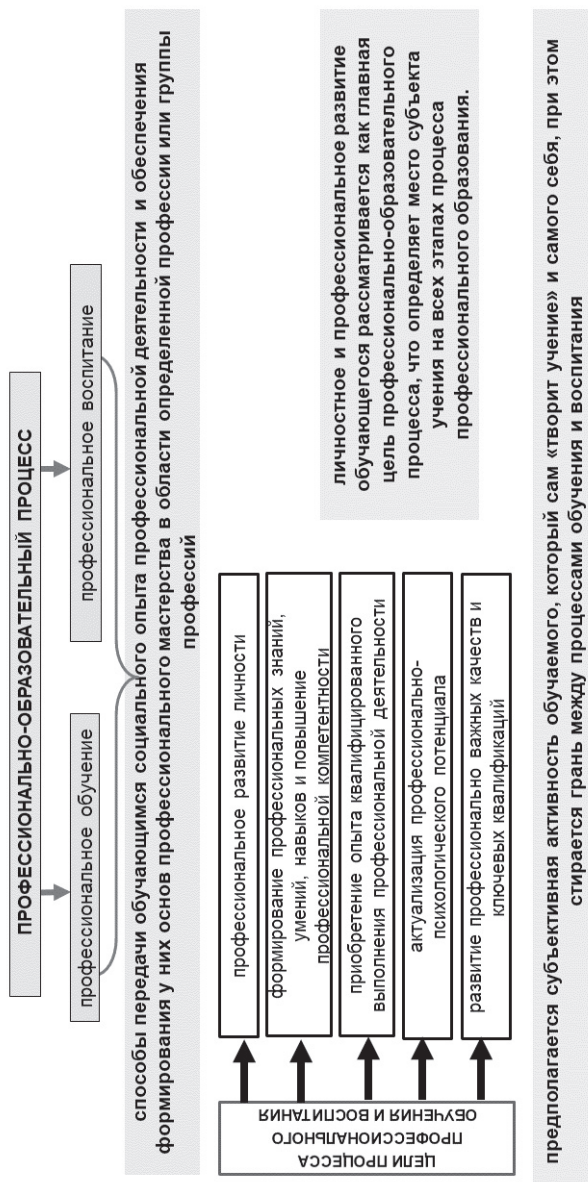 ПРОФЕССИОНАЛЬНО-ОБРАЗОВАТЕЛЬНЫЙ ПРОЦЕСС
профессиональное обучение
профессиональное воспитание
способы передачи обучающимся социального опыта профессиональной деятельности и обеспечения
формирования у них основ профессионального мастерства в области определенной профессии или группы
профессий
ЦЕЛИ ПРОЦЕССА
ПРОФЕССИОНАЛЬНОГО
ОБУЧЕНИЯ И ВОСПИТАНИЯ
профессиональное развитие личности
формирование профессиональных знаний,
умений, навыков и повышение
профессиональной компетентности
приобретение опыта квалифицированного
выполнения профессиональной деятельности
актуализация профессионально-
психологического потенциала
развитие профессионально важных качеств и
ключевых квалификаций
личностное и профессиональное развитие
обучающегося рассматривается как главная
цель профессионально-образовательного
процесса, что определяет место субъекта
учения на всех этапах процесса
профессионального образования.
предполагается субъективная активность обучаемого, который сам «творит учение» и самого себя, при этом
стирается грань между процессами обучения и воспитания